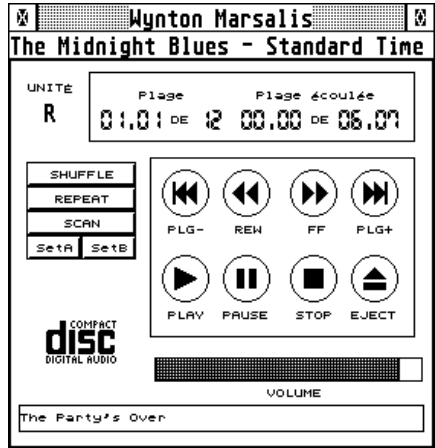 Wynton Marsalis
The Midnight Blues - Standard Time
UNITÉ
R
Plage
Plage écoulée
01.01 DE 12 00.00 DE 06.07
SHUFFLE
REPEAT
SCAN
SetA SetB
PLG- REW FF PLG+
PLAY PAUSE STOP EJECT
COMPACT
disc
DIGITAL AUDIO
VOLUME
The Party's Over